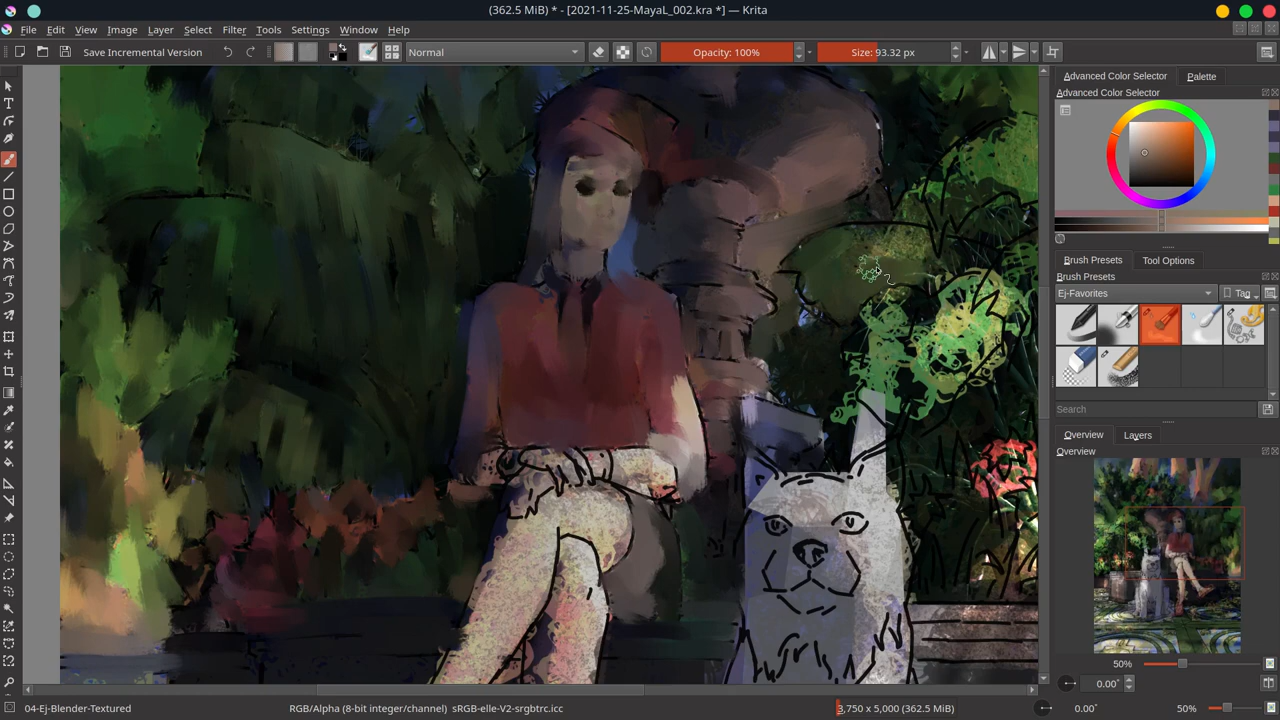 (362.5 MiB) * - [2021-11-25-MayaL_002.kra *] — Krita
File Edit View Image Layer Select Filter Tools Settings Window Help
Save Incremental Version Normal Opacity: 100% Size: 93.32 px
Advanced Color Selector Palette
Advanced Color Selector
Brush Presets Tool Options
Brush Presets
Ej-Favorites Tag
Search
Overview Layers
Overview
50%
0.00°
04-Ej-Blender-Textured RGB/Alpha (8-bit integer/channel) sRGB-elle-V2-srgbtrc.icc 3,750 x 5,000 (362.5 MiB) 0.00° 50%